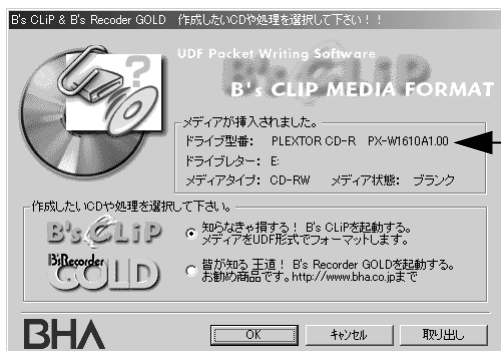 B's CLiP & B's Recoder GOLD 作成したいCDや処理を選択して下さい！！
UDF Packet Writing Software
B's CLiP
B's CLIP MEDIA FORMAT
メディアが挿入されました。
ドライブ型番： PLEXTOR CD-R PX-W1610A1.00
ドライブレター： E:
メディアタイプ： CD-RW メディア状態： ブランク
作成したいCDや処理を選択して下さい。
B's CLiP
知らなきゃ損する！ B's CLiPを起動する。
メディアをUDF形式でフォーマットします。
B's Recorder
GOLD
皆が知る 王道！ B's Recorder GOLDを起動する。
お勧め商品です。http://www.bha.co.jpまで
BHA
OK キャンセル 取り出し